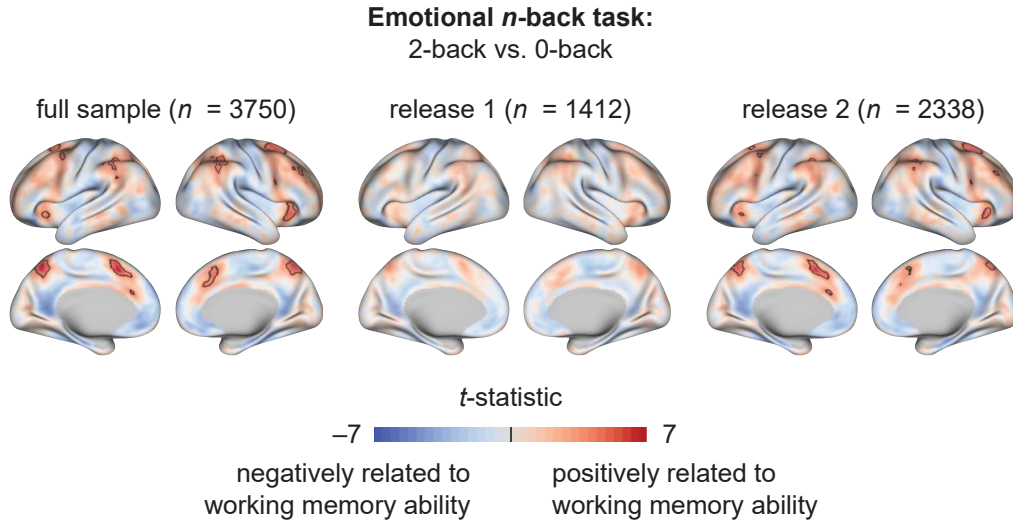 Emotional n-back task:
2-back vs. 0-back
full sample (n = 3750)
release 1 (n = 1412)
release 2 (n = 2338)
t-statistic
–7
7
negatively related to
working memory ability
positively related to
working memory ability